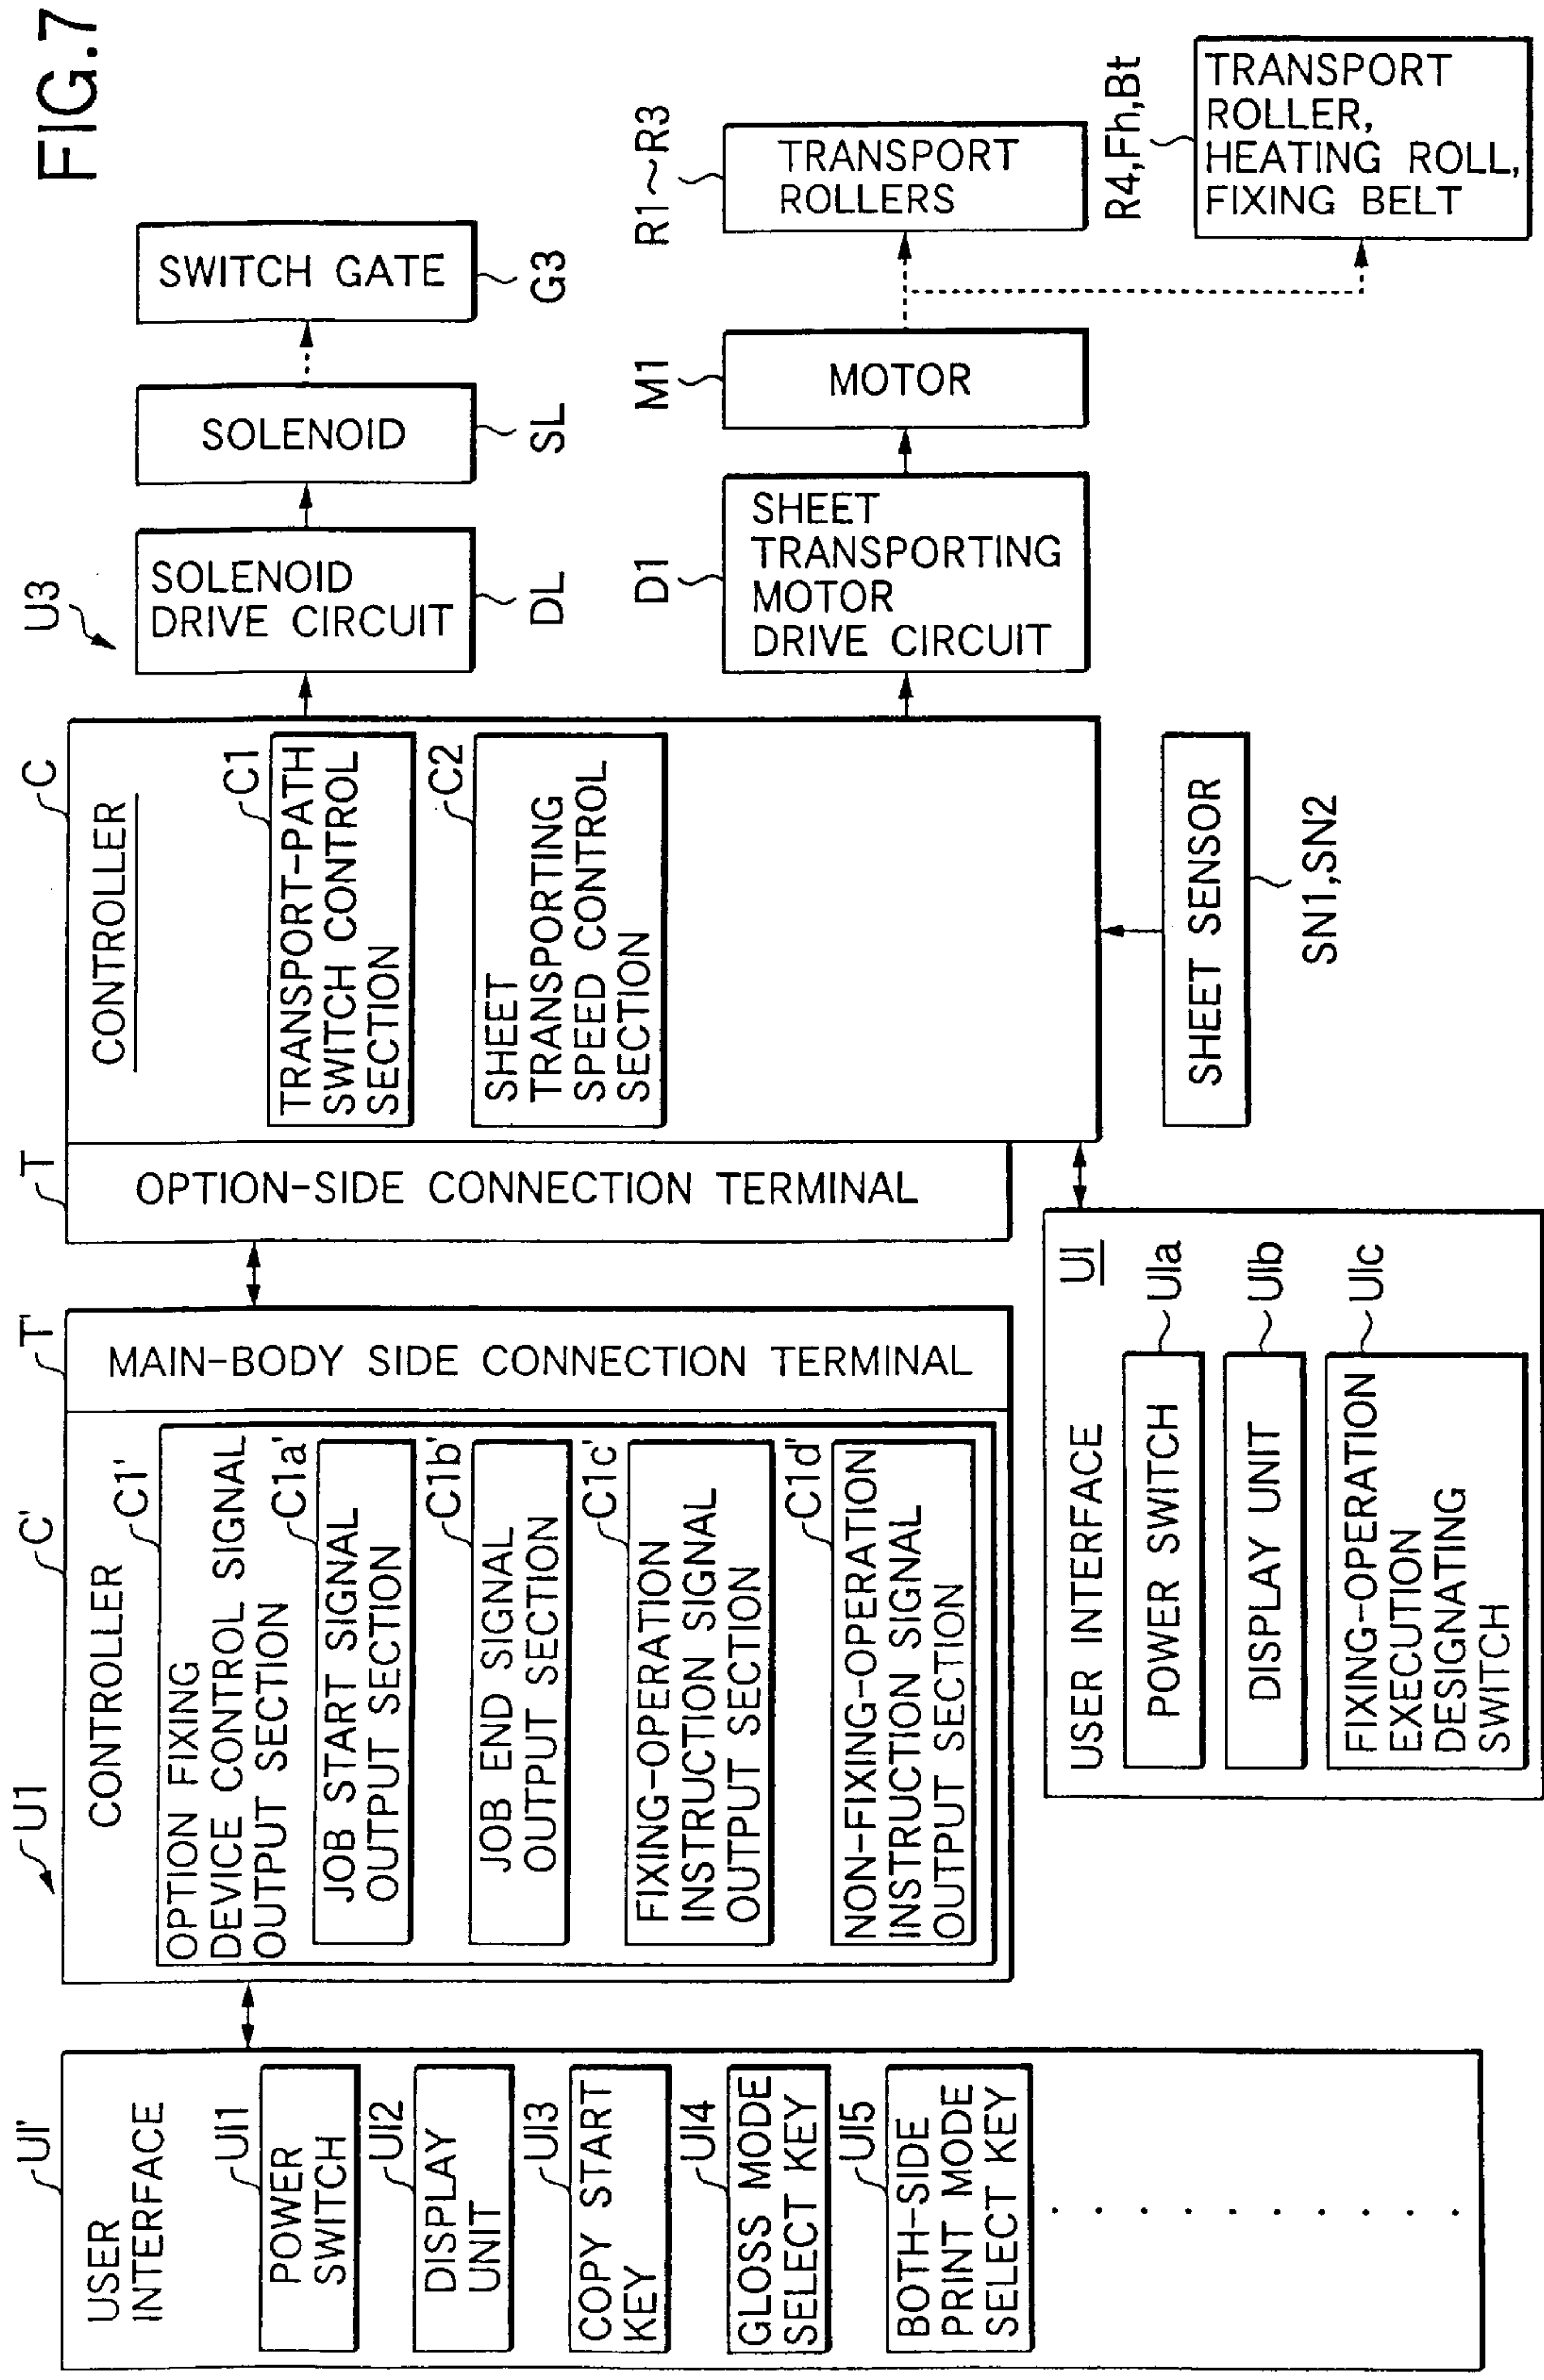 FIG.7
UI'
USER
INTERFACE
UI1
POWER
SWITCH
UI2
DISPLAY
UNIT
UI3
COPY START
KEY
UI4
GLOSS MODE
SELECT KEY
UI5
BOTH-SIDE
PRINT MODE
SELECT KEY
U1
C'
CONTROLLER
C1'
OPTION FIXING
DEVICE CONTROL SIGNAL
OUTPUT SECTION
C1a'
JOB START SIGNAL
OUTPUT SECTION
C1b'
JOB END SIGNAL
OUTPUT SECTION
C1c'
FIXING-OPERATION
INSTRUCTION SIGNAL
OUTPUT SECTION
C1d'
NON-FIXING-OPERATION
INSTRUCTION SIGNAL
OUTPUT SECTION
T'
MAIN-BODY SIDE CONNECTION TERMINAL
T
OPTION-SIDE CONNECTION TERMINAL
C
CONTROLLER
C1
TRANSPORT-PATH
SWITCH CONTROL
SECTION
C2
SHEET
TRANSPORTING
SPEED CONTROL
SECTION
USER INTERFACE
UI
POWER SWITCH
UIa
DISPLAY UNIT
UIb
FIXING-OPERATION
EXECUTION
DESIGNATING
SWITCH
UIc
SHEET SENSOR
SN1,SN2
U3
SOLENOID
DRIVE CIRCUIT
DL
SOLENOID
SL
SWITCH GATE
G3
D1
SHEET
TRANSPORTING
MOTOR
DRIVE CIRCUIT
M1
MOTOR
R1~R3
TRANSPORT
ROLLERS
R4,Fh,Bt
TRANSPORT
ROLLER,
HEATING ROLL,
FIXING BELT